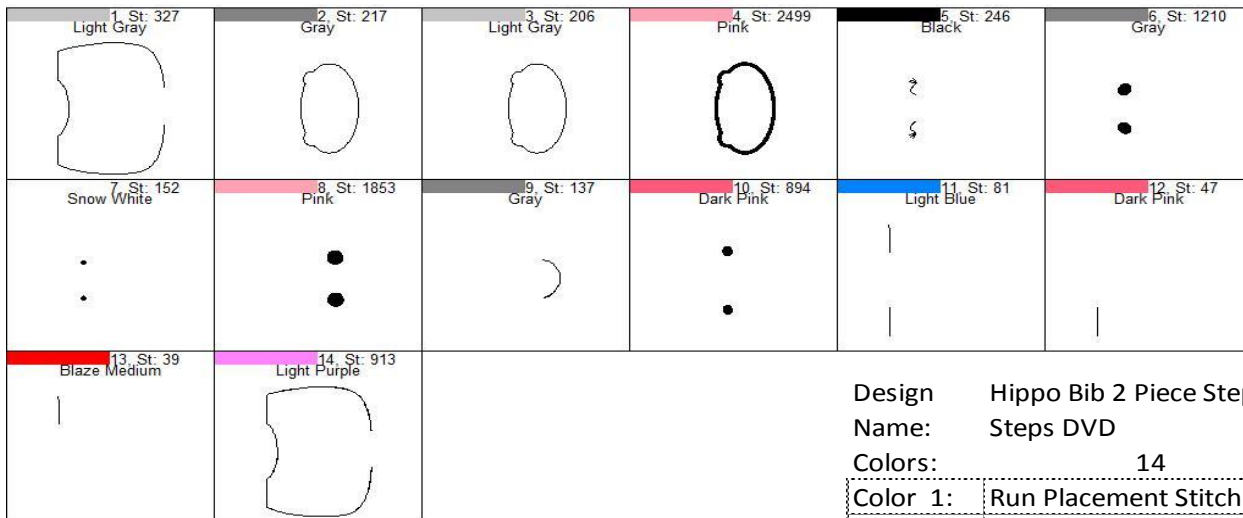 1, St: 327
Light Gray
2, St: 217
Gray
3, St: 206
Light Gray
4, St: 2499
Pink
5, St: 246
Black
6, St: 1210
Gray
7, St: 152
Snow White
8, St: 1853
Pink
9, St: 137
Gray
10, St: 894
Dark Pink
11, St: 81
Light Blue
12, St: 47
Dark Pink
13, St: 39
Blaze Medium
14, St: 913
Light Purple
Design Hippo Bib 2 Piece
Name: Steps DVD
Colors: 14
Color 1: Run Placement Stitch